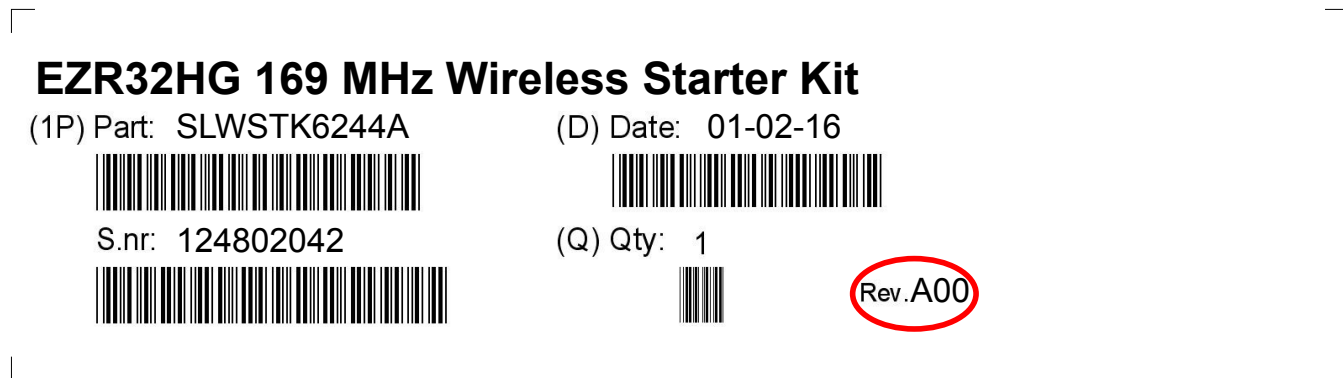 EZR32HG 169 MHz Wireless Starter Kit
(1P) Part: SLWSTK6244A
(D) Date: 01-02-16
S.nr: 124802042
(Q) Qty: 1
Rev.A00